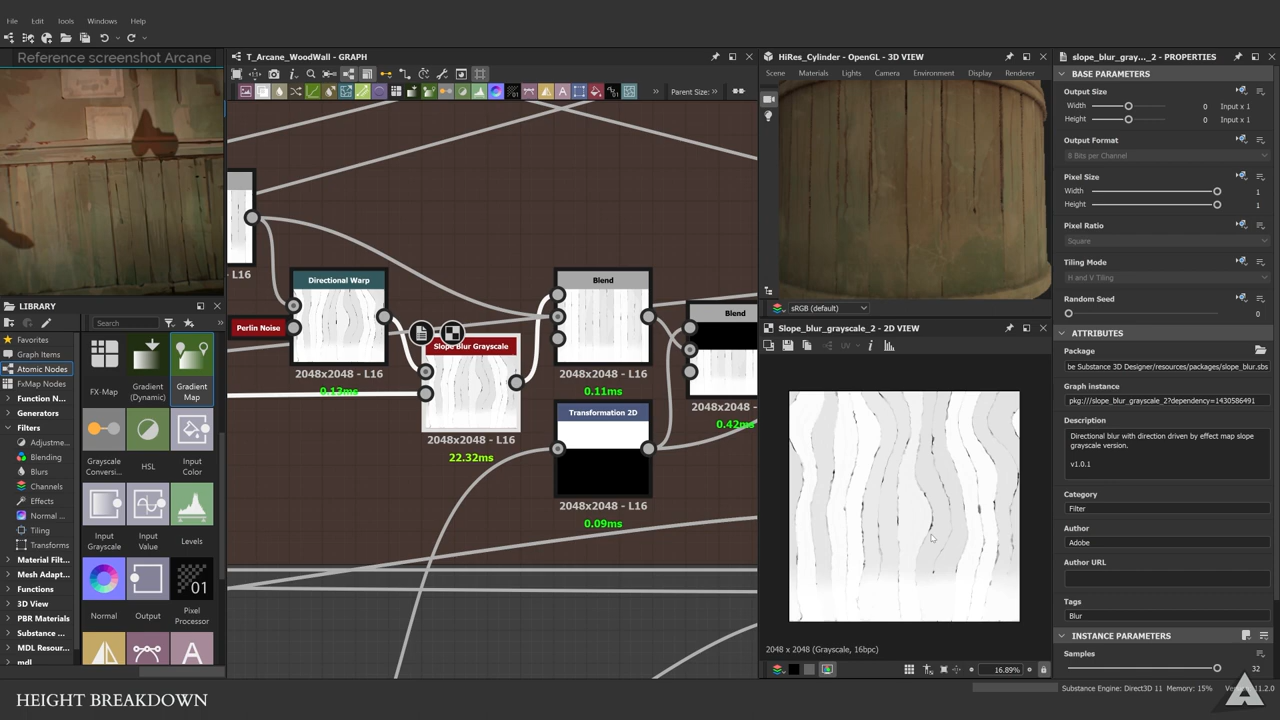 File Edit Tools Windows Help
Reference screenshot Arcane
T_Arcane_WoodWall - GRAPH
Parent Size:
- L16
Directional Warp
2048x2048 - L16
0.13ms
Perlin Noise
Slope Blur Grayscale
2048x2048 - L16
22.32ms
Blend
2048x2048 - L16
0.11ms
Transformation 2D
2048x2048 - L16
0.09ms
Blend
2048x2048 -
0.42ms
LIBRARY
Search
Favorites
Graph Items
Atomic Nodes
FxMap Nodes
Function N...
Generators
Filters
Adjustme...
Blending
Blurs
Channels
Effects
Normal ...
Tiling
Transforms
Material Filt...
Mesh Adapt...
Functions
3D View
PBR Materials
Substance ...
MDL Resour...
mdl
FX-Map
Gradient (Dynamic)
Gradient Map
Grayscale Conversi...
HSL
Input Color
Input Grayscale
Input Value
Levels
Normal
Output
01
Pixel Processor
HiRes_Cylinder - OpenGL - 3D VIEW
Scene Materials Lights Camera Environment Display Renderer
sRGB (default)
Slope_blur_grayscale_2 - 2D VIEW
UV
2048 x 2048 (Grayscale, 16bpc)
16.89%
slope_blur_gray..._2 - PROPERTIES
BASE PARAMETERS
Output Size
Width 0 Input x 1
Height 0 Input x 1
Output Format
8 Bits per Channel
Pixel Size
Width 1
Height 1
Pixel Ratio
Square
Tiling Mode
H and V Tiling
Random Seed
0
ATTRIBUTES
Package
be Substance 3D Designer/resources/packages/slope_blur.sbs
Graph instance
pkg:///slope_blur_grayscale_2?dependency=1430586491
Description
Directional blur with direction driven by effect map slope
grayscale version.
v1.0.1
Category
Filter
Author
Adobe
Author URL
Tags
Blur
INSTANCE PARAMETERS
Samples
32
Substance Engine: Direct3D 11 Memory: 15%
HEIGHT BREAKDOWN